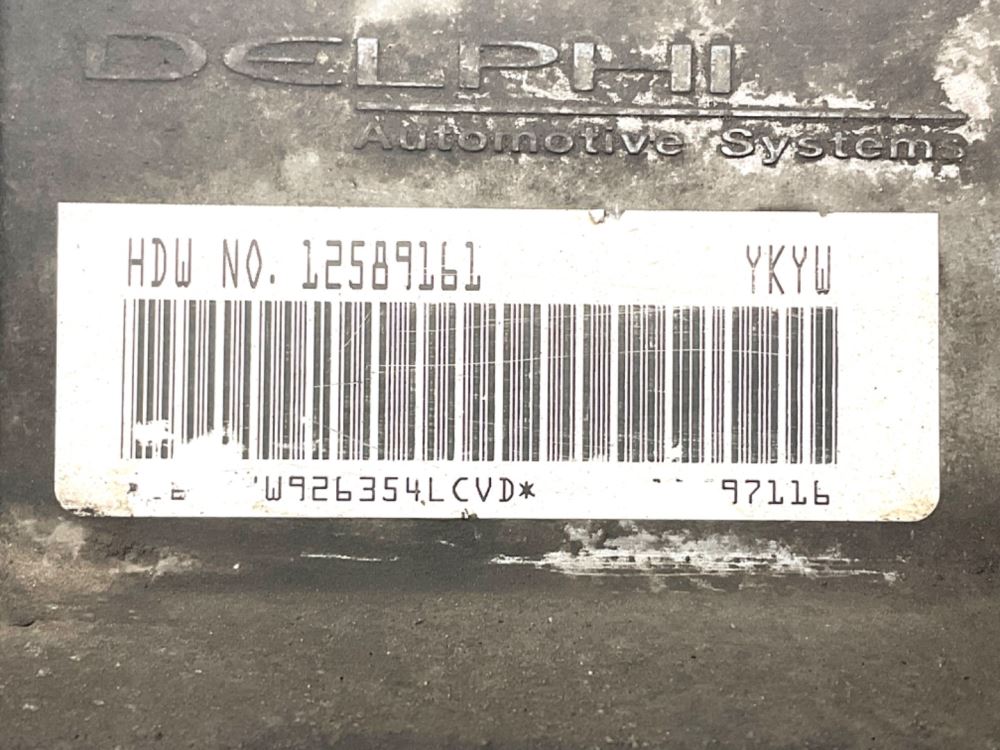 DELPHI
Automotive Systems
HDW NO. 12589161 YKYW
W926354LCVD* 97116